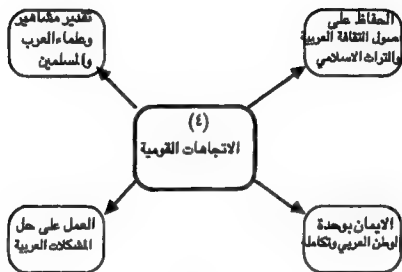 الحفاظ على
أصول الثقافة العربية
والتراث الاسلامي
تقدير مشاهير
وعلماء العرب
والمسلمين
(٤)
الاتجاهات القومية
الايمان بوحدة
الوطن العربي وتكامله
العمل على حل
المشكلات العربية